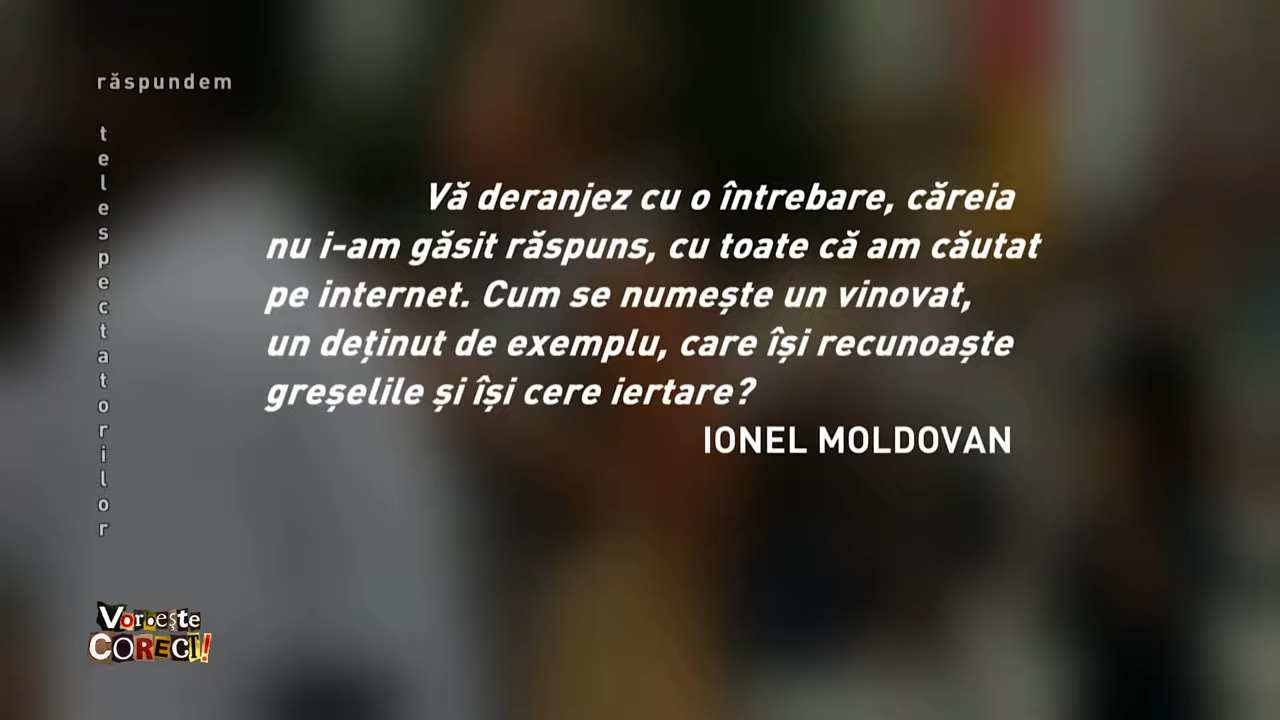 răspundem
telespectatorilor
Vă deranjez cu o întrebare, căreia
nu i-am găsit răspuns, cu toate că am căutat
pe internet. Cum se numește un vinovat,
un deținut de exemplu, care își recunoaște
greșelile și își cere iertare?
IONEL MOLDOVAN
Vorbește
CORECT!